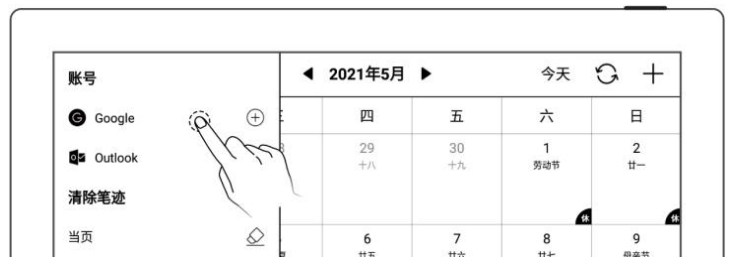 账号
Google
Outlook
清除笔迹
当页
2021年5月
今天
四 五 六 日
29 30 1 2
十八 十九 劳动节 廿一
休 休
6 7 8 9
廿五 廿六 廿七 母亲节